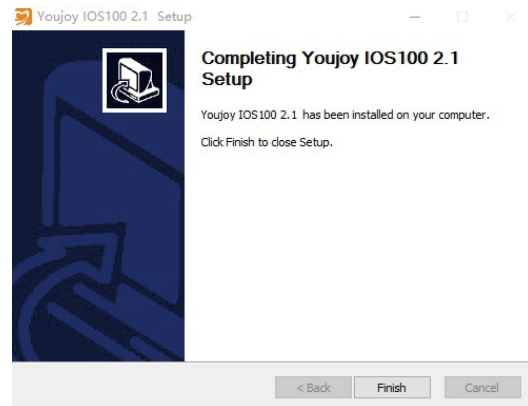 Youjoy IOS100 2.1 Setup
Completing Youjoy IOS100 2.1
Setup
Youjoy IOS100 2.1 has been installed on your computer.
Click Finish to close Setup.
< Back
Finish
Cancel